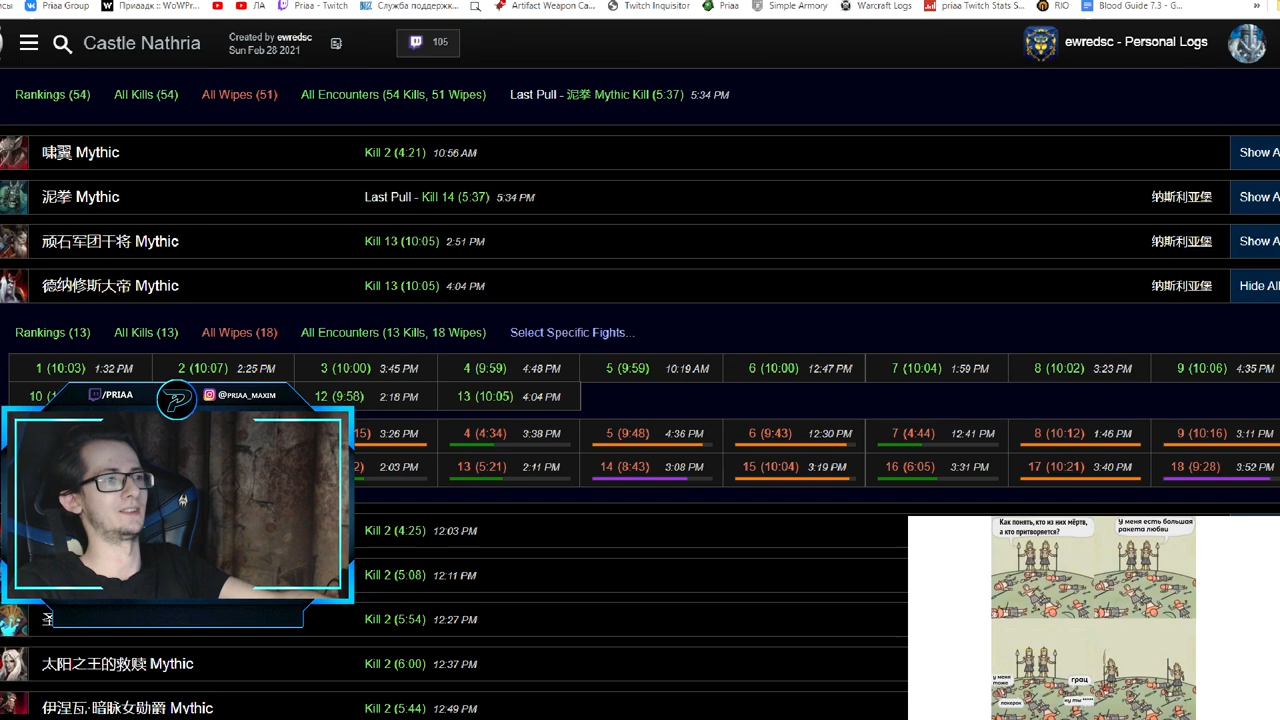 исы Priaa Group Приааадк :: WoWPr... ЛА Priaa - Twitch Служба поддержк... Artifact Weapon Ca... Twitch Inquisitor Priaa Simple Armory Warcraft Logs priaa Twitch Stats S... RIO Blood Guide 7.3 - G... »
Castle Nathria Created by ewredsc 105 ewredsc - Personal Logs
Sun Feb 28 2021
Rankings (54) All Kills (54) All Wipes (51) All Encounters (54 Kills, 51 Wipes) Last Pull - 泥拳 Mythic Kill (5:37) 5:34 PM
啸翼 Mythic Kill 2 (4:21) 10:56 AM Show A
泥拳 Mythic Last Pull - Kill 14 (5:37) 5:34 PM 纳斯利亚堡 Show A
顽石军团干将 Mythic Kill 13 (10:05) 2:51 PM 纳斯利亚堡 Show A
德纳修斯大帝 Mythic Kill 13 (10:05) 4:04 PM 纳斯利亚堡 Hide All
Rankings (13) All Kills (13) All Wipes (18) All Encounters (13 Kills, 18 Wipes) Select Specific Fights...
1 (10:03) 1:32 PM 2 (10:07) 2:25 PM 3 (10:00) 3:45 PM 4 (9:59) 4:48 PM 5 (9:59) 10:19 AM 6 (10:00) 12:47 PM 7 (10:04) 1:59 PM 8 (10:02) 3:23 PM 9 (10:06) 4:35 PM
10 12 (9:58) 2:18 PM 13 (10:05) 4:04 PM
/PRIAA @PRIAA_MAXIM
15) 3:26 PM 4 (4:34) 3:38 PM 5 (9:48) 4:36 PM 6 (9:43) 12:30 PM 7 (4:44) 12:41 PM 8 (10:12) 1:46 PM 9 (10:16) 3:11 PM
2) 2:03 PM 13 (5:21) 2:11 PM 14 (8:43) 3:08 PM 15 (10:04) 3:19 PM 16 (6:05) 3:31 PM 17 (10:21) 3:40 PM 18 (9:28) 3:52 PM
Kill 2 (4:25) 12:03 PM
Kill 2 (5:08) 12:11 PM
圣 Kill 2 (5:54) 12:27 PM
太阳之王的救赎 Mythic Kill 2 (6:00) 12:37 PM
伊涅瓦·暗脉女勋爵 Mythic Kill 2 (5:44) 12:49 PM
Как понять, кто из них мёртв,
а кто притворяется?
У меня есть большая
ракета любви
у меня
тоже
покерок
грац
ну ты *****